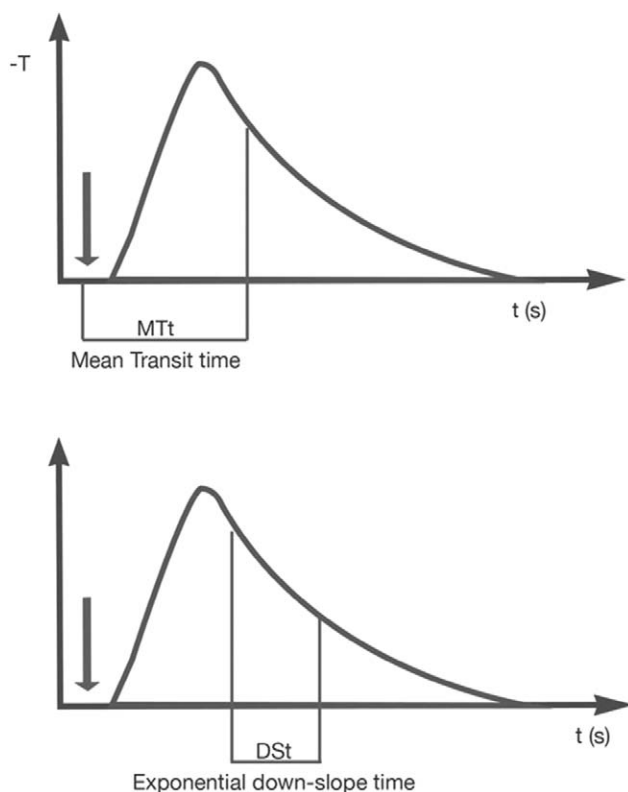 -T
t (s)
MTt
Mean Transit time
t (s)
DSt
Exponential down-slope time